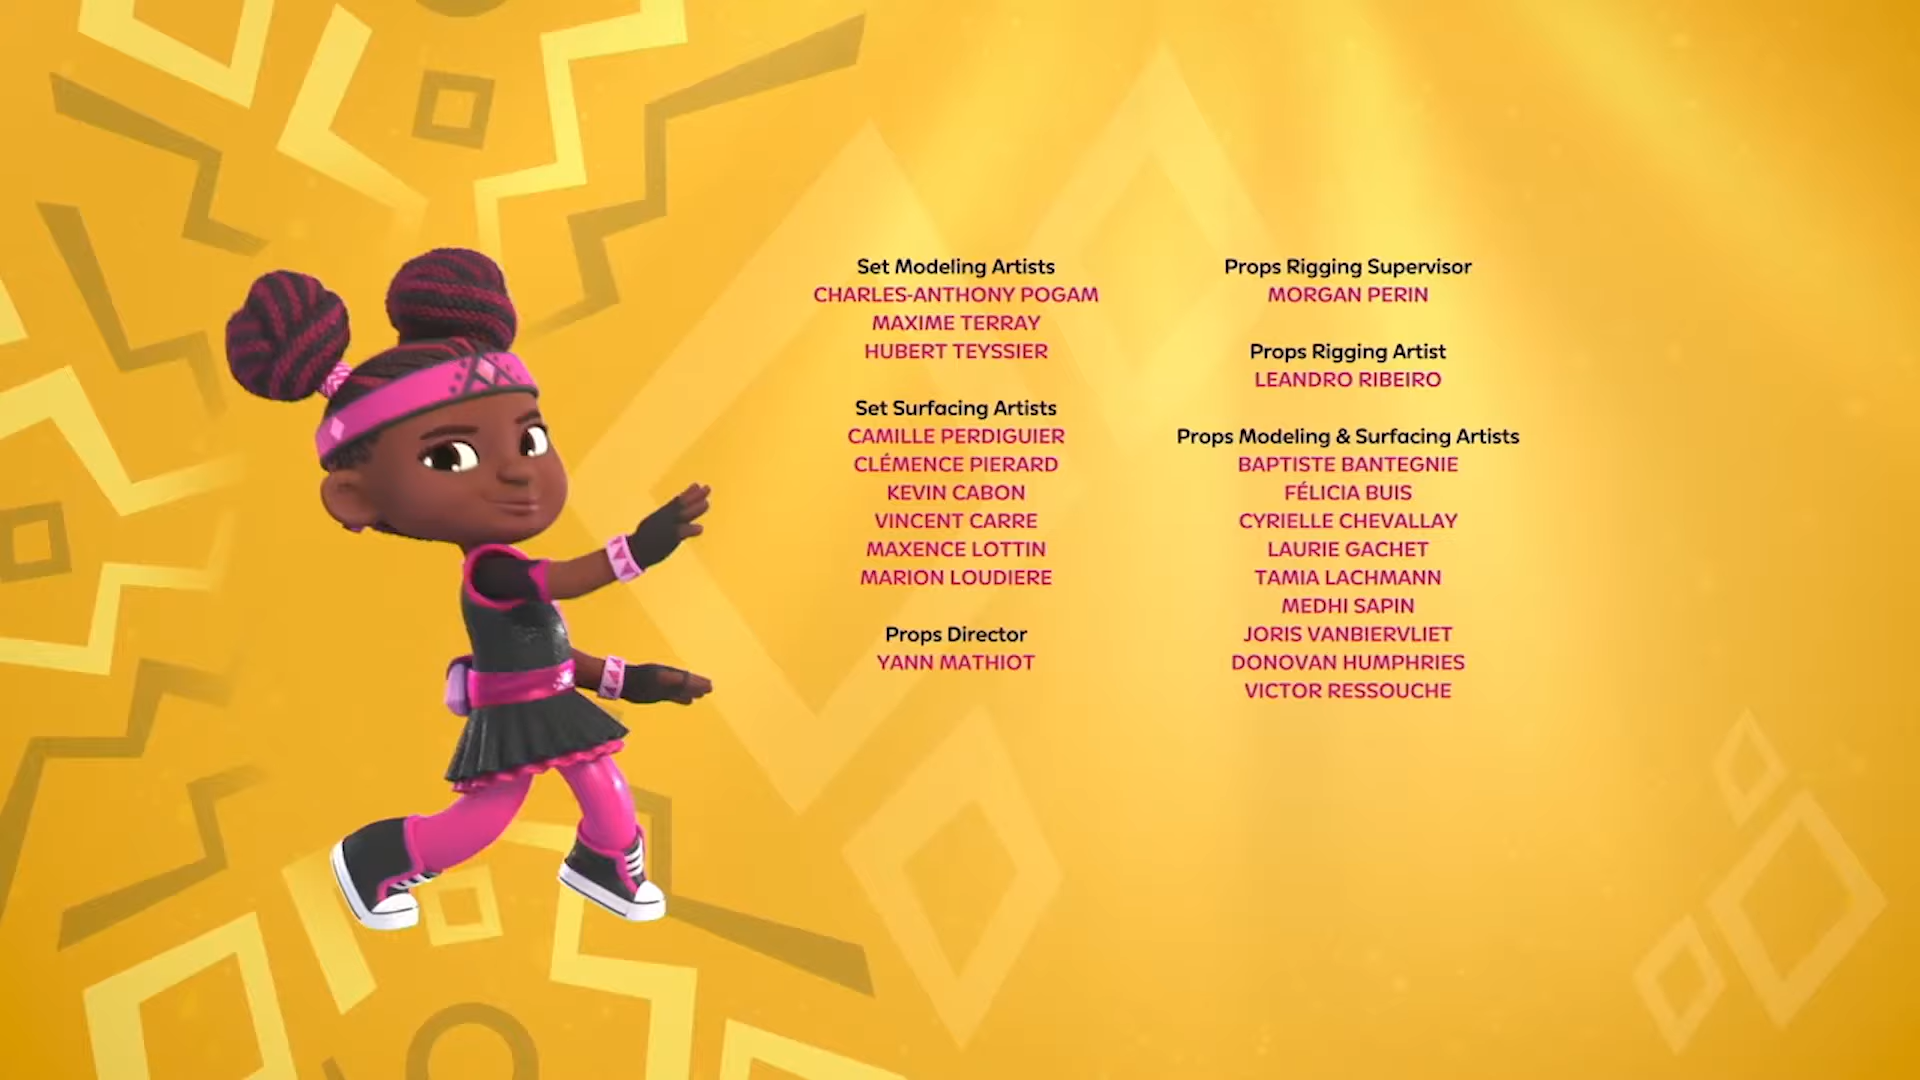 Set Modeling Artists
CHARLES-ANTHONY POGAM
MAXIME TERRAY
HUBERT TEYSSIER
Set Surfacing Artists
CAMILLE PERDIGUIER
CLÉMENCE PIERARD
KEVIN CABON
VINCENT CARRE
MAXENCE LOTTIN
MARION LOUDIERE
Props Director
YANN MATHIOT
Props Rigging Supervisor
MORGAN PERIN
Props Rigging Artist
LEANDRO RIBEIRO
Props Modeling & Surfacing Artists
BAPTISTE BANTEGNIE
FÉLICIA BUIS
CYRIELLE CHEVALLAY
LAURIE GACHET
TAMIA LACHMANN
MEDHI SAPIN
JORIS VANBIERVLIET
DONOVAN HUMPHRIES
VICTOR RESSOUCHE